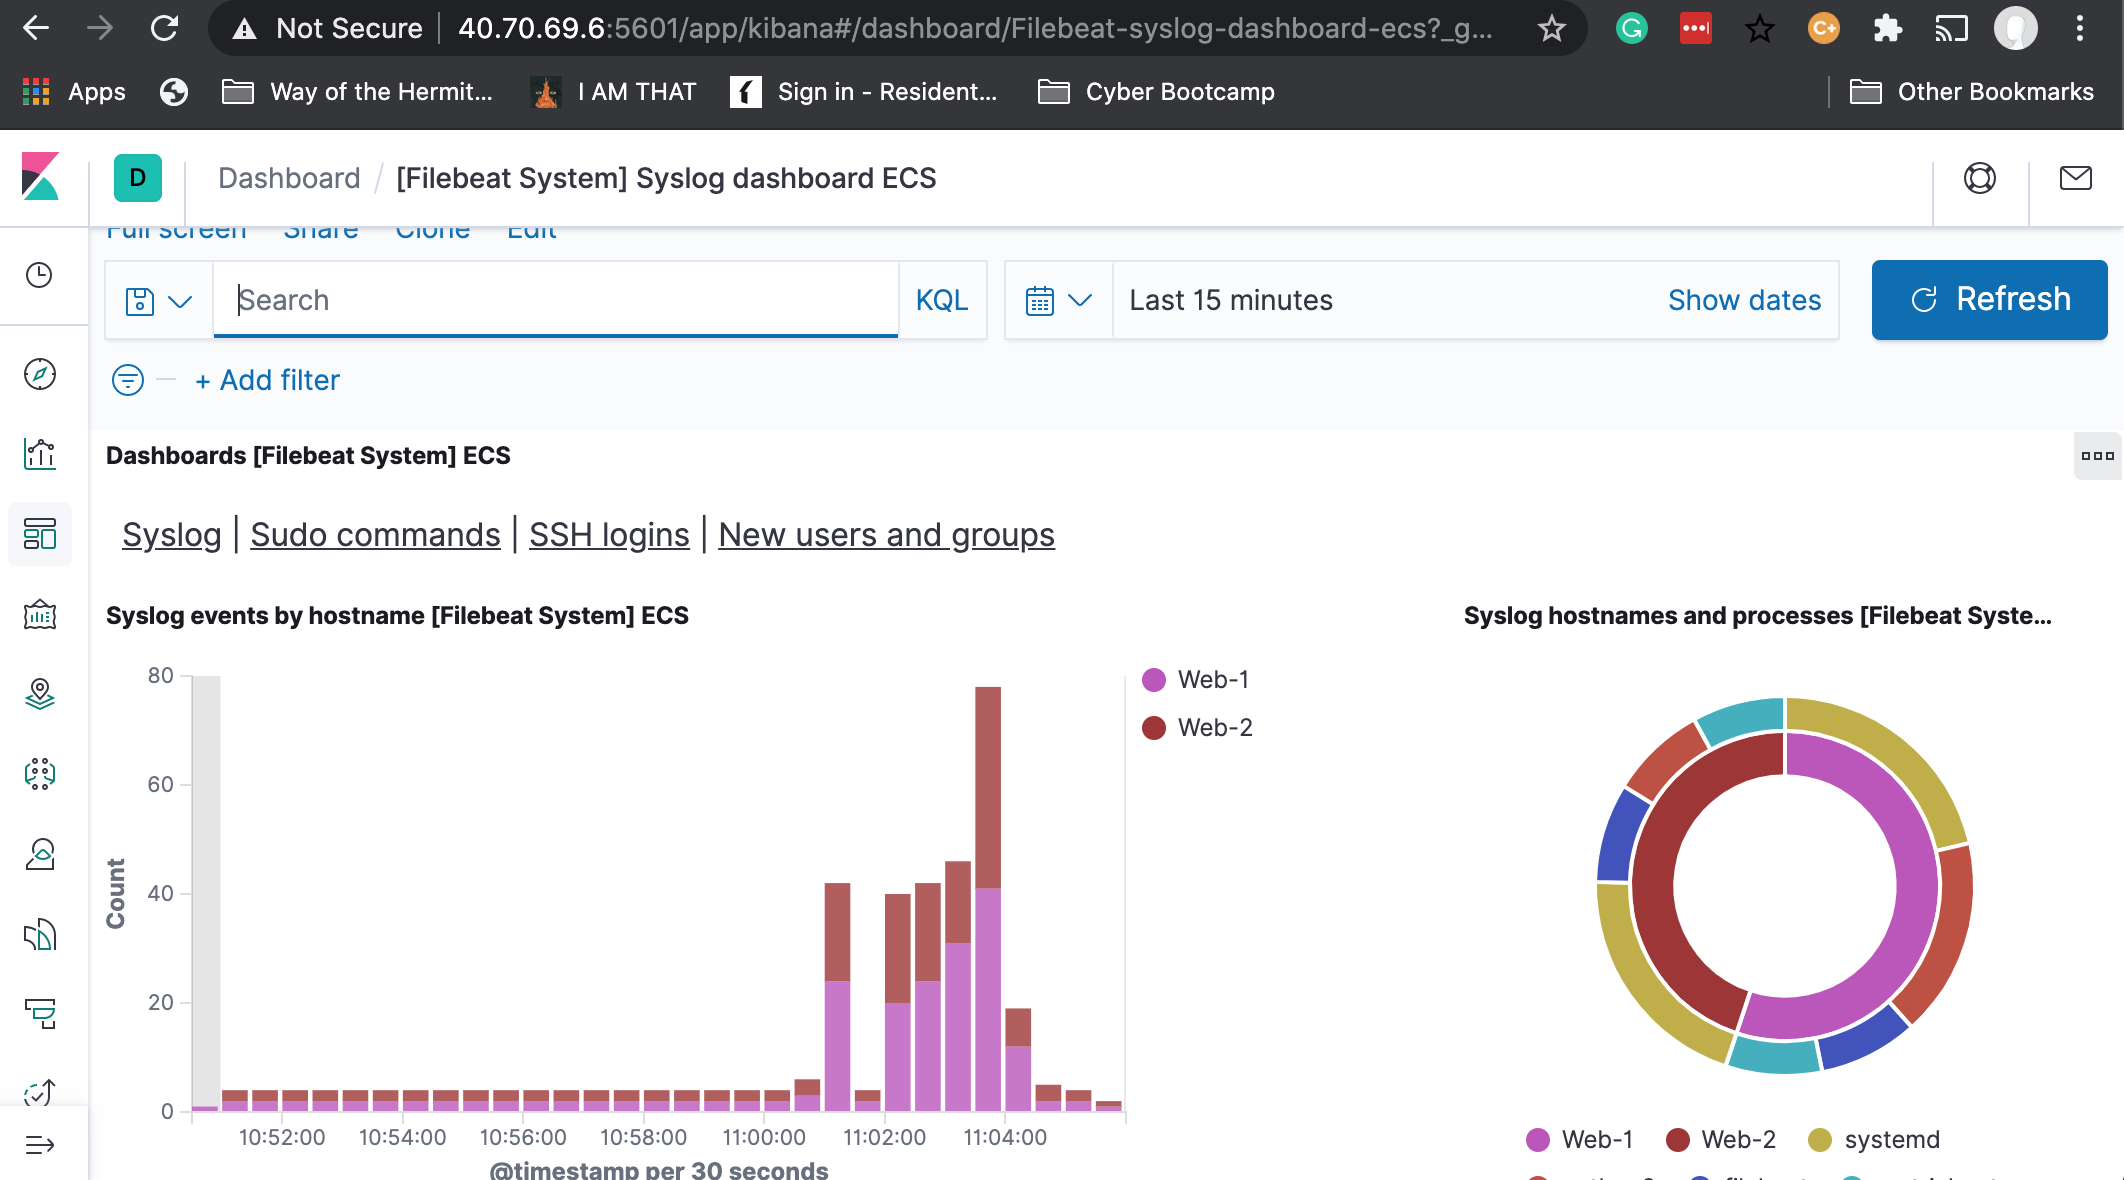 Not Secure 40.70.69.6:5601/app/kibana#/dashboard/Filebeat-syslog-dashboard-ecs?_g...
Apps Way of the Hermit... I AM THAT Sign in - Resident... Cyber Bootcamp Other Bookmarks
D Dashboard / [Filebeat System] Syslog dashboard ECS
Full screen Share Clone Edit
Search KQL Last 15 minutes Show dates Refresh
+ Add filter
Dashboards [Filebeat System] ECS
Syslog | Sudo commands | SSH logins | New users and groups
Syslog events by hostname [Filebeat System] ECS
Syslog hostnames and processes [Filebeat Syste...
80
60
40
20
0
Count
Web-1
Web-2
10:52:00 10:54:00 10:56:00 10:58:00 11:00:00 11:02:00 11:04:00
@timestamp per 30 seconds
Web-1 Web-2 systemd